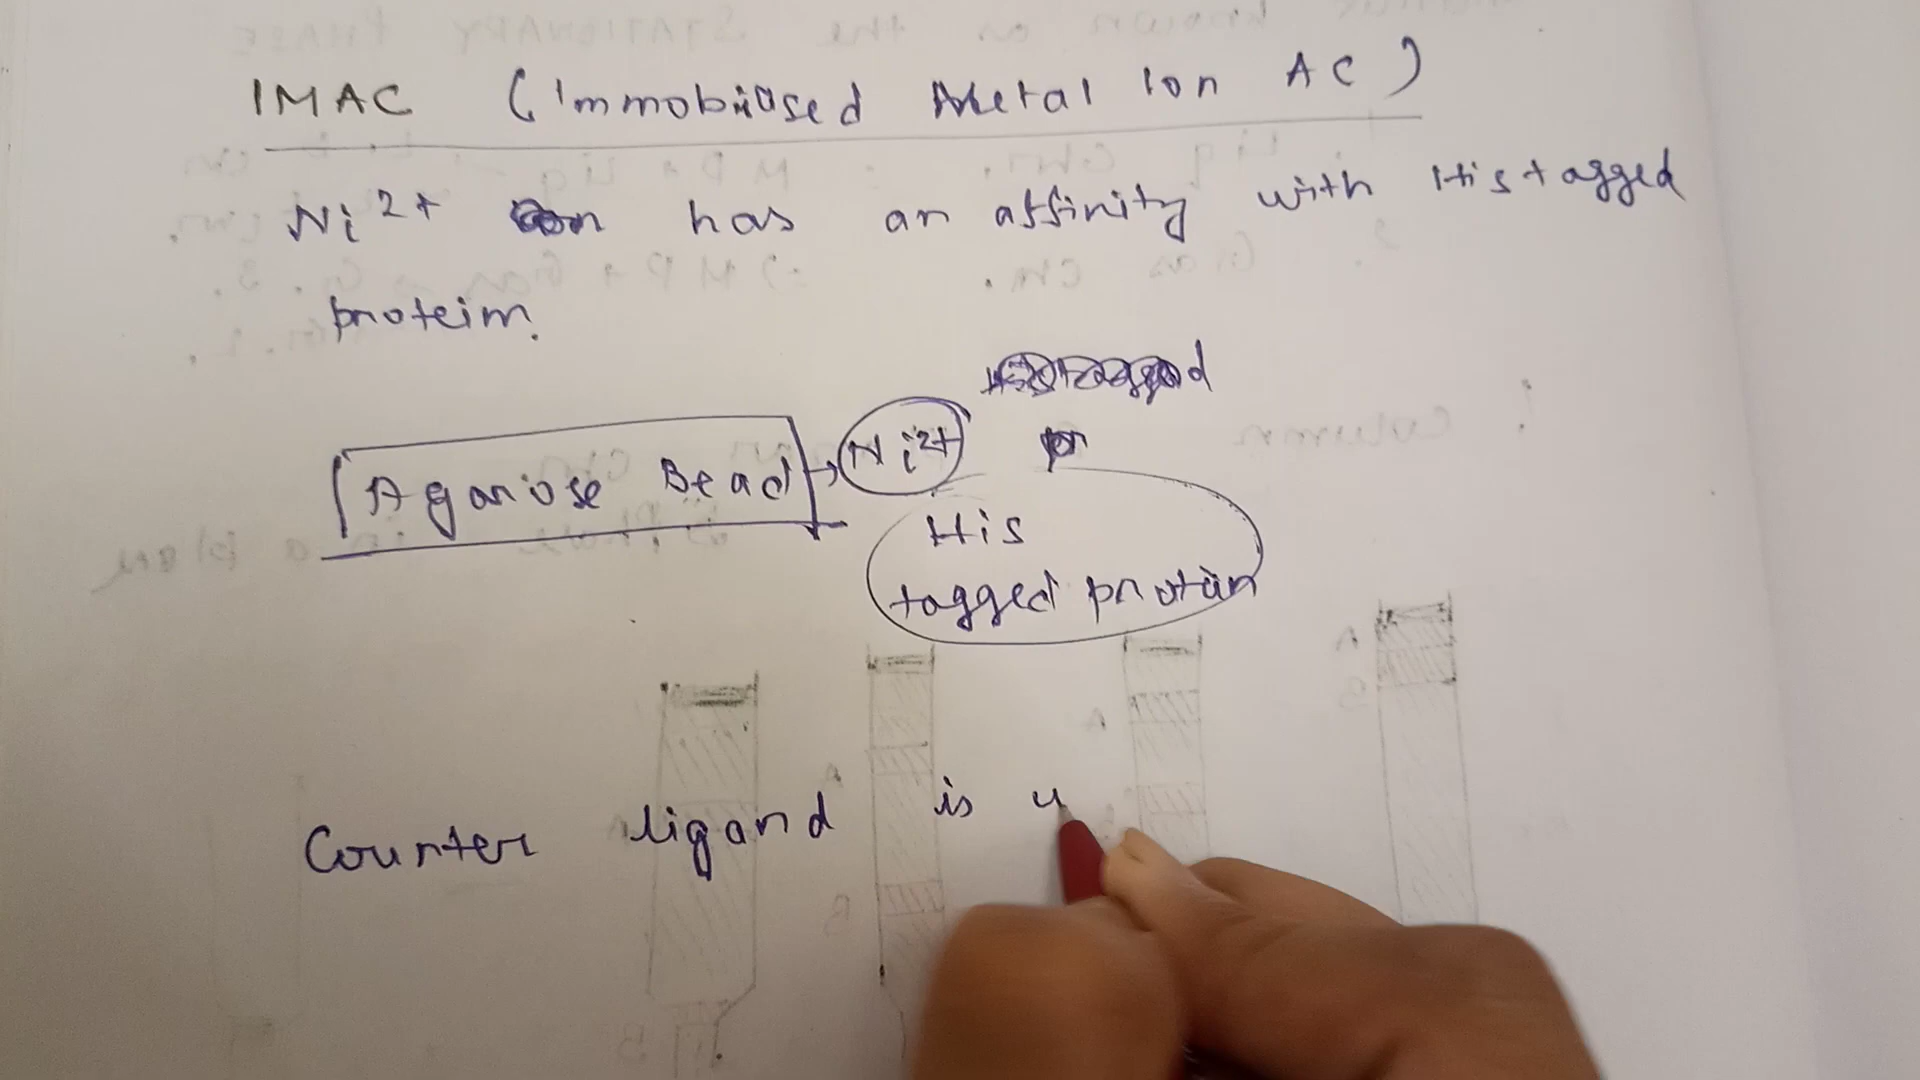 IMAC (Immobilised Metal Ion AC)
Ni2+ has an affinity with His tagged
protein.
Agarose Bead → Ni2+
His
tagged protein
Counter ligand is u